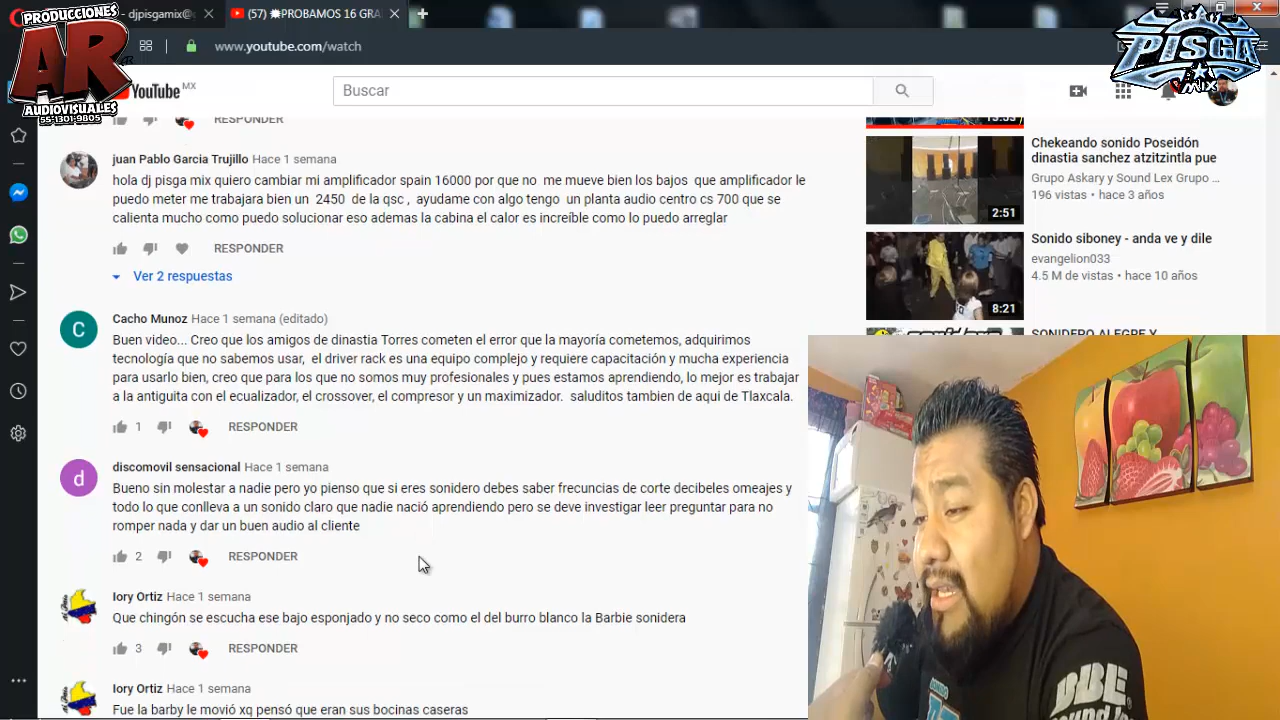 PRODUCCIONES
AR
AUDIOVISUALES
55-1301-9805
- djpisgamix@
(57) PROBAMOS 16 GRA
PISGA
MIX
www.youtube.com/watch
YouTube MX
Buscar
RESPONDER
13:53
juan Pablo Garcia Trujillo Hace 1 semana
hola dj pisga mix quiero cambiar mi amplificador spain 16000 por que no me mueve bien los bajos que amplificador le
puedo meter me trabajara bien un 2450 de la qsc , ayudame con algo tengo un planta audio centro cs 700 que se
calienta mucho como puedo solucionar eso ademas la cabina el calor es increíble como lo puedo arreglar
RESPONDER
Ver 2 respuestas
C
Cacho Munoz Hace 1 semana (editado)
Buen video... Creo que los amigos de dinastia Torres cometen el error que la mayoría cometemos, adquirimos
tecnología que no sabemos usar, el driver rack es una equipo complejo y requiere capacitación y mucha experiencia
para usarlo bien, creo que para los que no somos muy profesionales y pues estamos aprendiendo, lo mejor es trabajar
a la antiguita con el ecualizador, el crossover, el compresor y un maximizador. saluditos tambien de aqui de Tlaxcala.
1 RESPONDER
d
discomovil sensacional Hace 1 semana
Bueno sin molestar a nadie pero yo pienso que si eres sonidero debes saber frecuncias de corte decibeles omeajes y
todo lo que conlleva a un sonido claro que nadie nació aprendiendo pero se deve investigar leer preguntar para no
romper nada y dar un buen audio al cliente
2 RESPONDER
Iory Ortiz Hace 1 semana
Que chingón se escucha ese bajo esponjado y no seco como el del burro blanco la Barbie sonidera
3 RESPONDER
Iory Ortiz Hace 1 semana
Fue la barby le movió xq pensó que eran sus bocinas caseras
Chekeando sonido Poseidón
dinastia sanchez atzitzintla pue
Grupo Askary y Sound Lex Grupo ...
196 vistas • hace 3 años
2:51
Sonido siboney - anda ve y dile
evangelion033
4.5 M de vistas • hace 10 años
8:21
SONIDERO ALEGRE Y
BBE